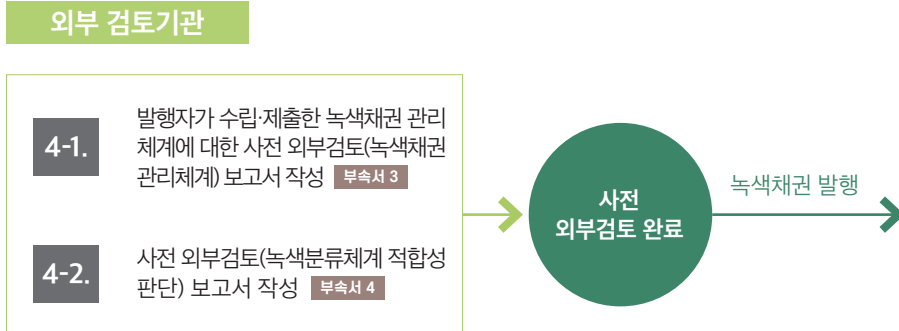 외부 검토기관
4-1.
발행자가 수립·제출한 녹색채권 관리
체계에 대한 사전 외부검토(녹색채권
관리체계) 보고서 작성 부속서 3
4-2.
사전 외부검토(녹색분류체계 적합성
판단) 보고서 작성 부속서 4
사전
외부검토 완료
녹색채권 발행